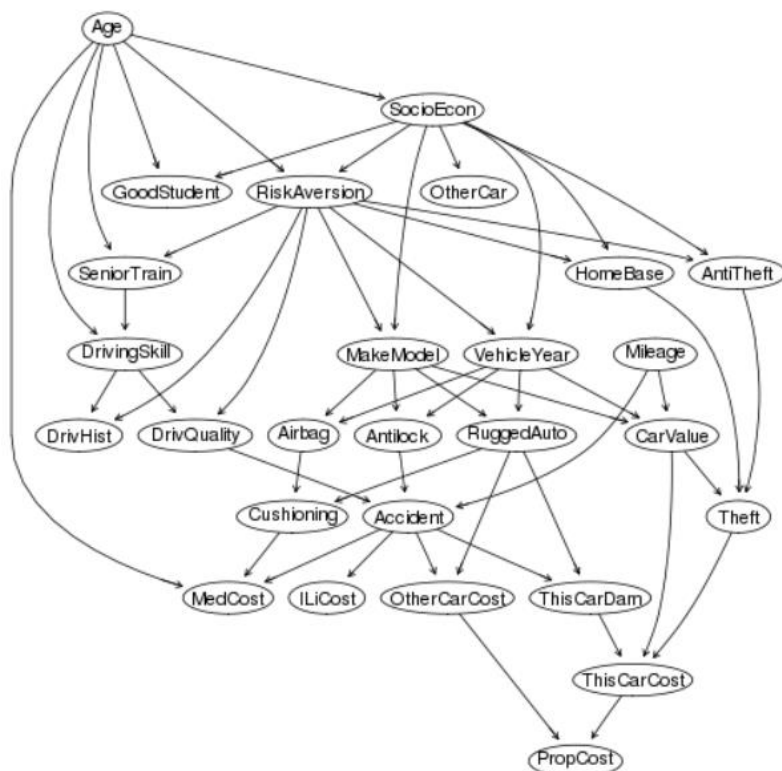 Age
SocioEcon
GoodStudent
RiskAversion
OtherCar
SeniorTrain
HomeBase
AntiTheft
DrivingSkill
MakeModel
VehicleYear
Mileage
DrivHist
DrivQuality
Airbag
Antilock
RuggedAuto
CarValue
Cushioning
Accident
Theft
MedCost
ILiCost
OtherCarCost
ThisCarDam
ThisCarCost
PropCost